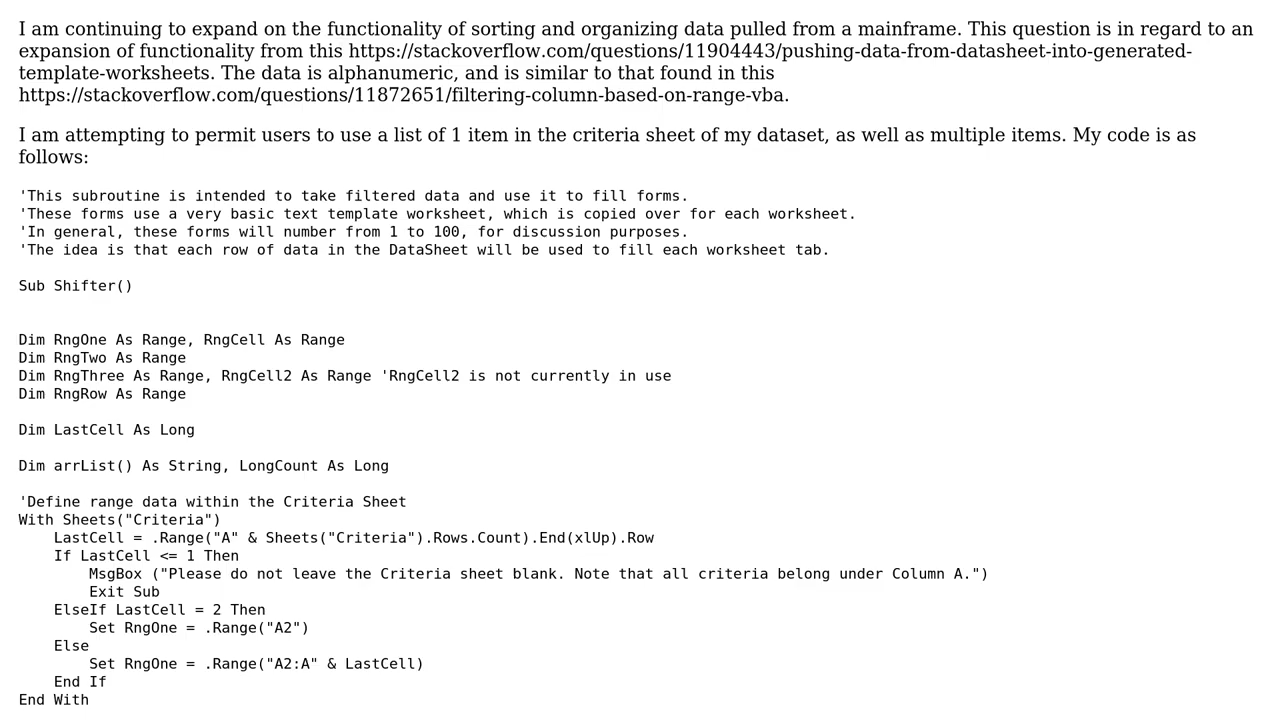 I am continuing to expand on the functionality of sorting and organizing data pulled from a mainframe. This question is in regard to an
expansion of functionality from this https://stackoverflow.com/questions/11904443/pushing-data-from-datasheet-into-generated-
template-worksheets. The data is alphanumeric, and is similar to that found in this
https://stackoverflow.com/questions/11872651/filtering-column-based-on-range-vba.
I am attempting to permit users to use a list of 1 item in the criteria sheet of my dataset, as well as multiple items. My code is as
follows:
'This subroutine is intended to take filtered data and use it to fill forms.
'These forms use a very basic text template worksheet, which is copied over for each worksheet.
'In general, these forms will number from 1 to 100, for discussion purposes.
'The idea is that each row of data in the DataSheet will be used to fill each worksheet tab.
Sub Shifter()
Dim RngOne As Range, RngCell As Range
Dim RngTwo As Range
Dim RngThree As Range, RngCell2 As Range 'RngCell2 is not currently in use
Dim RngRow As Range
Dim LastCell As Long
Dim arrList() As String, LongCount As Long
'Define range data within the Criteria Sheet
With Sheets("Criteria")
    LastCell = .Range("A" & Sheets("Criteria").Rows.Count).End(xlUp).Row
    If LastCell <= 1 Then
        MsgBox ("Please do not leave the Criteria sheet blank. Note that all criteria belong under Column A.")
        Exit Sub
    ElseIf LastCell = 2 Then
        Set RngOne = .Range("A2")
    Else
        Set RngOne = .Range("A2:A" & LastCell)
    End If
End With